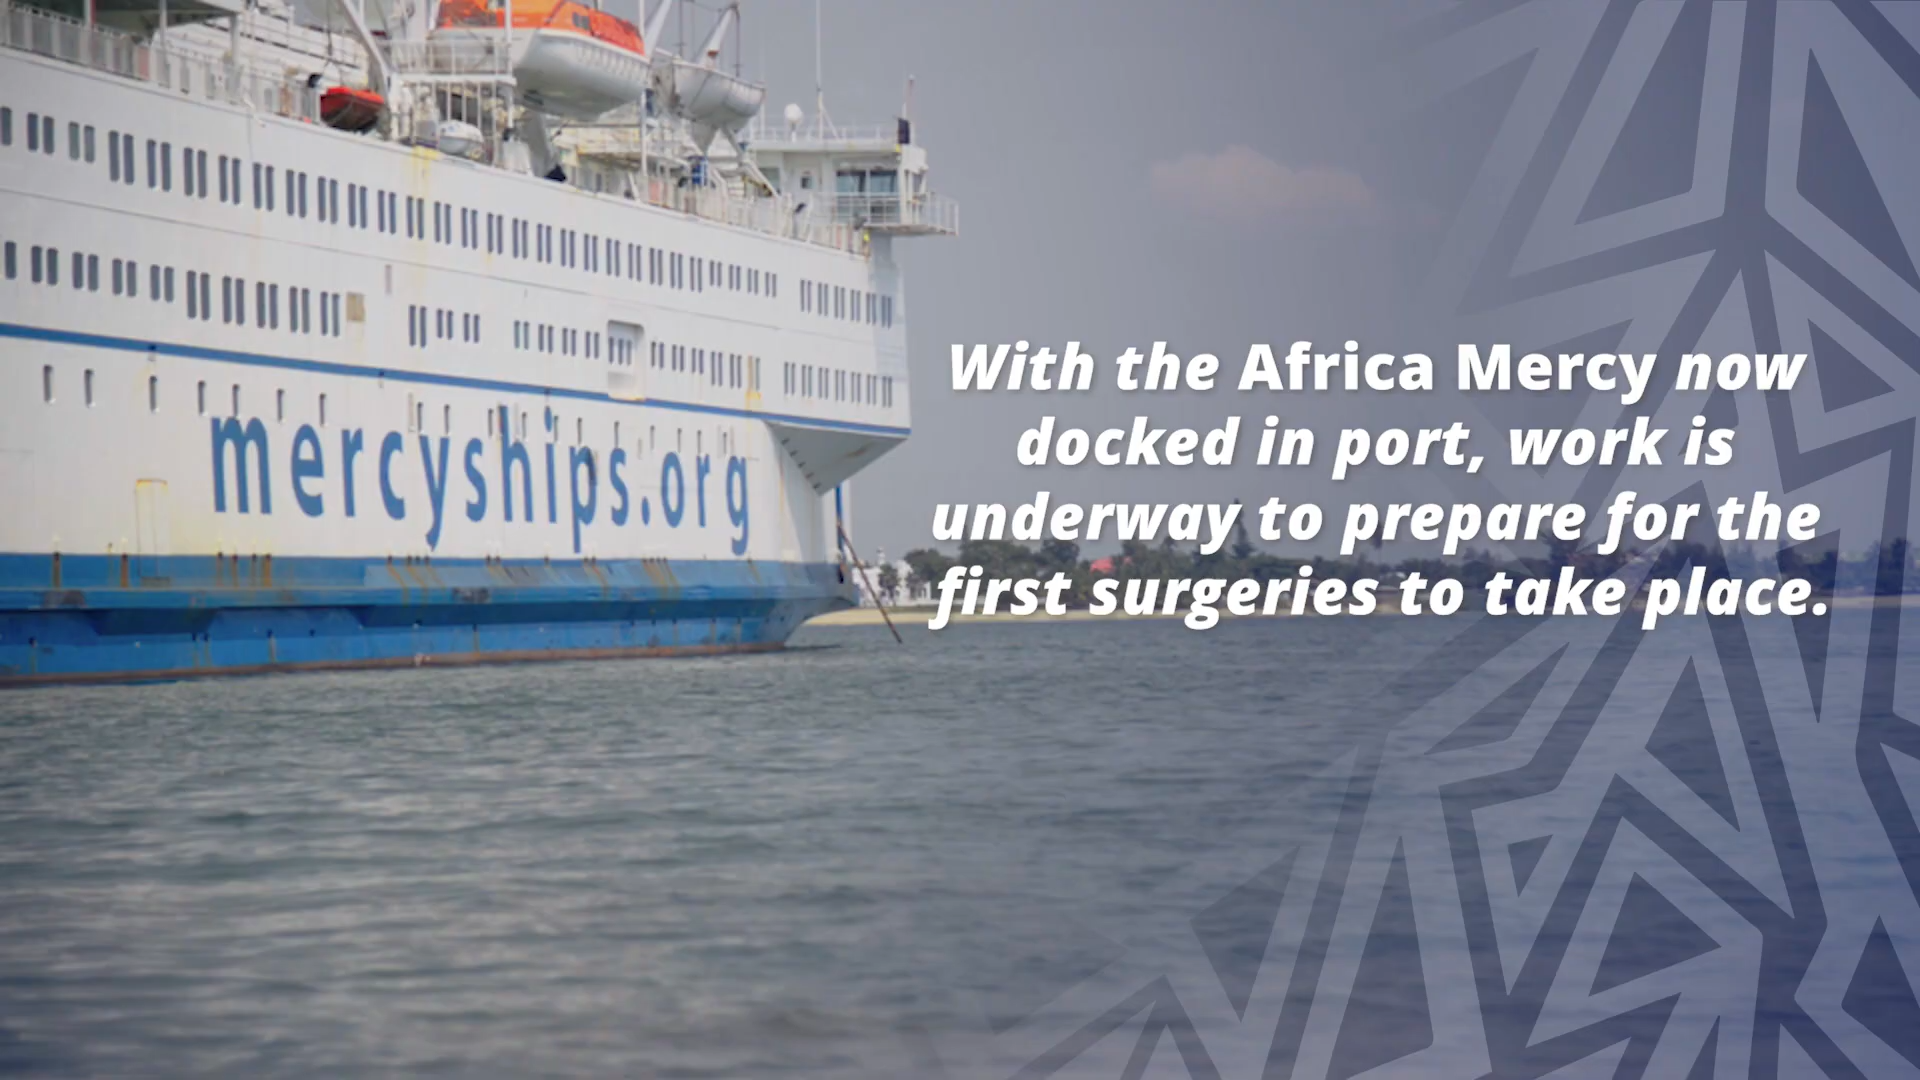 mercyships.org
With the Africa Mercy now
docked in port, work is
underway to prepare for the
first surgeries to take place.